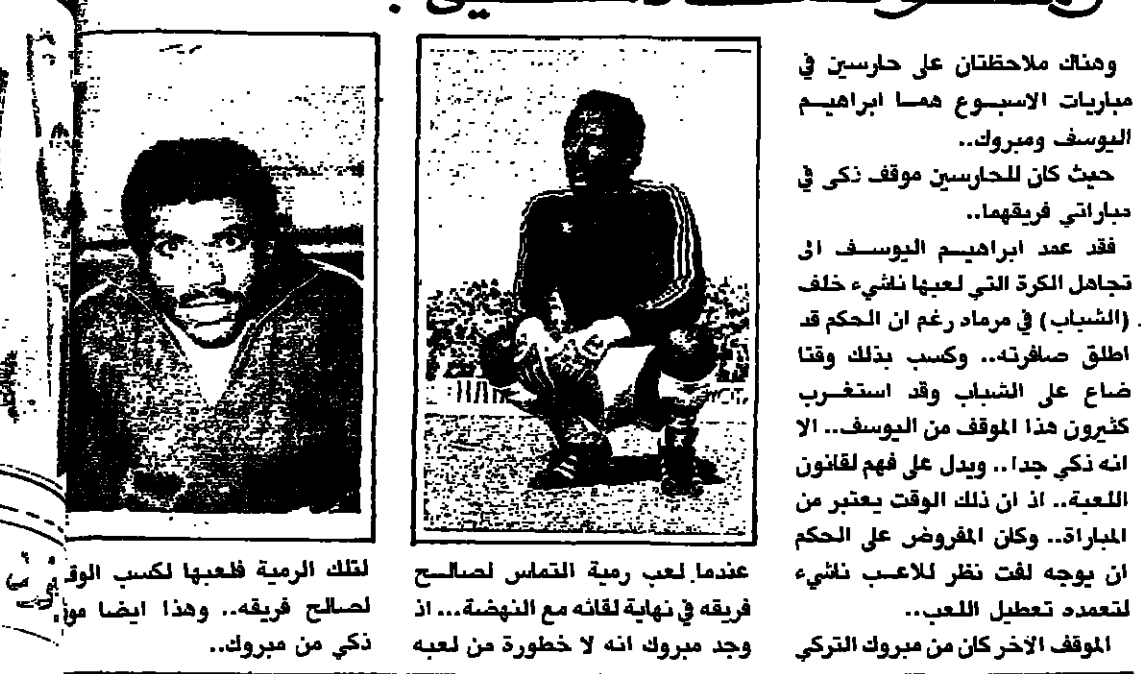 وهناك ملاحظتان على حارسين في
مباريات الاسبوع هما ابراهيم
اليوسف ومبروك..
حيث كان للحارسين موقف ذكي في
مباراتي فريقهما..
فقد عمد ابراهيم اليوسف الى
تجاهل الكرة التي لعبها ناشيء خلف
(الشباب) في مرماه رغم ان الحكم قد
اطلق صافرته.. وكسب بذلك وقتا
ضاع على الشباب وقد استغرب
كثيرون هذا الموقف من اليوسف.. الا
انه ذكي جدا.. ويدل على فهم لقانون
اللعبة.. اذ ان ذلك الوقت يعتبر من
المباراة.. وكان المفروض على الحكم
ان يوجه لفت نظر للاعب ناشيء
لتعمده تعطيل اللعب..
الموقف الآخر كان من مبروك التركي
عندما لعب رمية التماس لصالح
فريقه في نهاية لقائه مع النهضة... اذ
وجد مبروك انه لا خطورة من لعبه
لتلك الرمية فلعبها لكسب
لصالح فريقه.. وهذا ايضا
ذكي من مبروك..